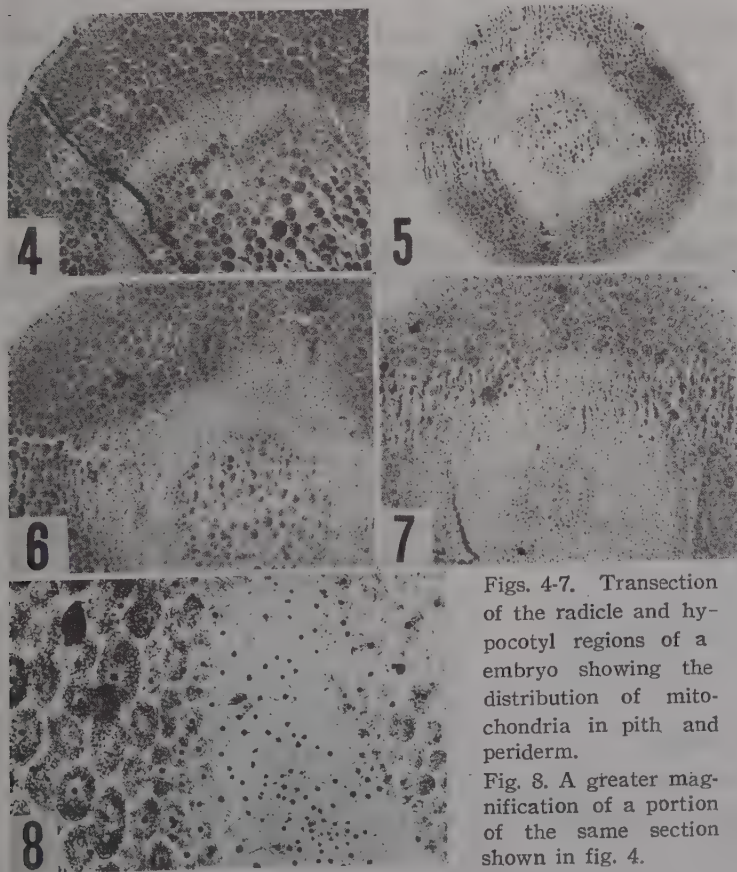 4
5
6
7
8
Figs. 4-7. Transection
of the radicle and hy-
pocotyl regions of a
embryo showing the
distribution of mito-
chondria in pith and
periderm.
Fig. 8. A greater mag-
nification of a portion
of the same section
shown in fig. 4.